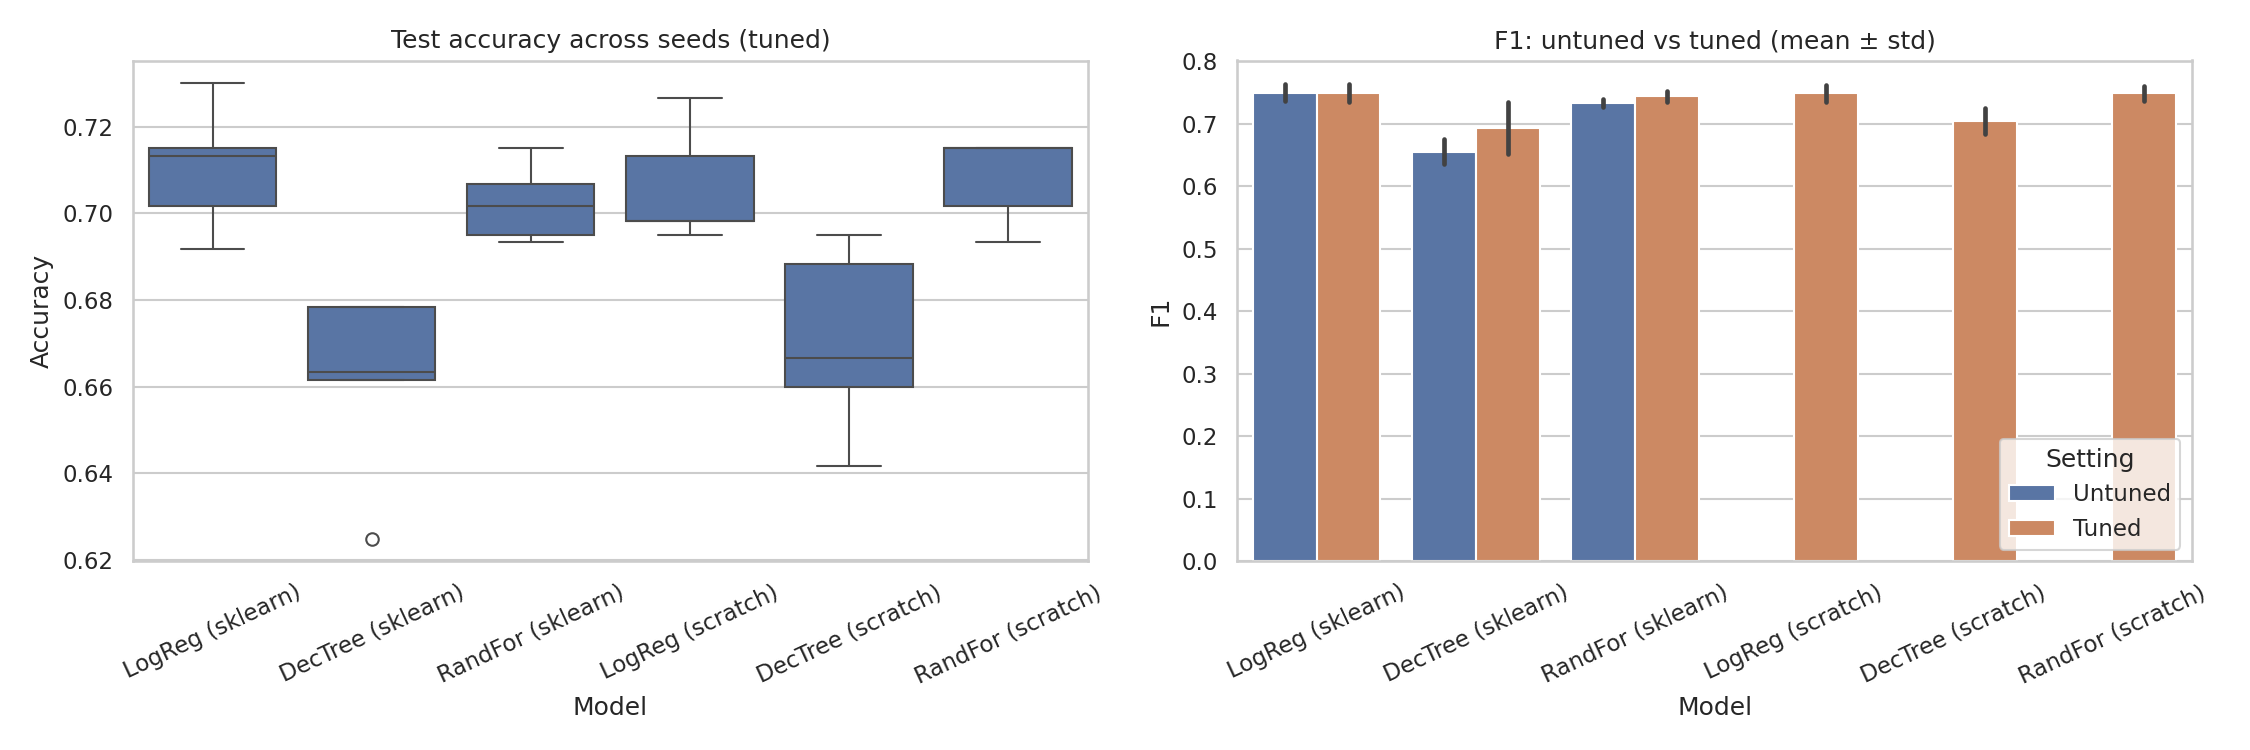 Test accuracy across seeds (tuned)
Accuracy
0.72
0.70
0.68
0.66
0.64
0.62
LogReg (sklearn)
DecTree (sklearn)
RandFor (sklearn)
LogReg (scratch)
DecTree (scratch)
RandFor (scratch)
Model
F1: untuned vs tuned (mean ± std)
F1
0.8
0.7
0.6
0.5
0.4
0.3
0.2
0.1
0.0
Setting
Untuned
Tuned
LogReg (sklearn)
DecTree (sklearn)
RandFor (sklearn)
LogReg (scratch)
DecTree (scratch)
RandFor (scratch)
Model